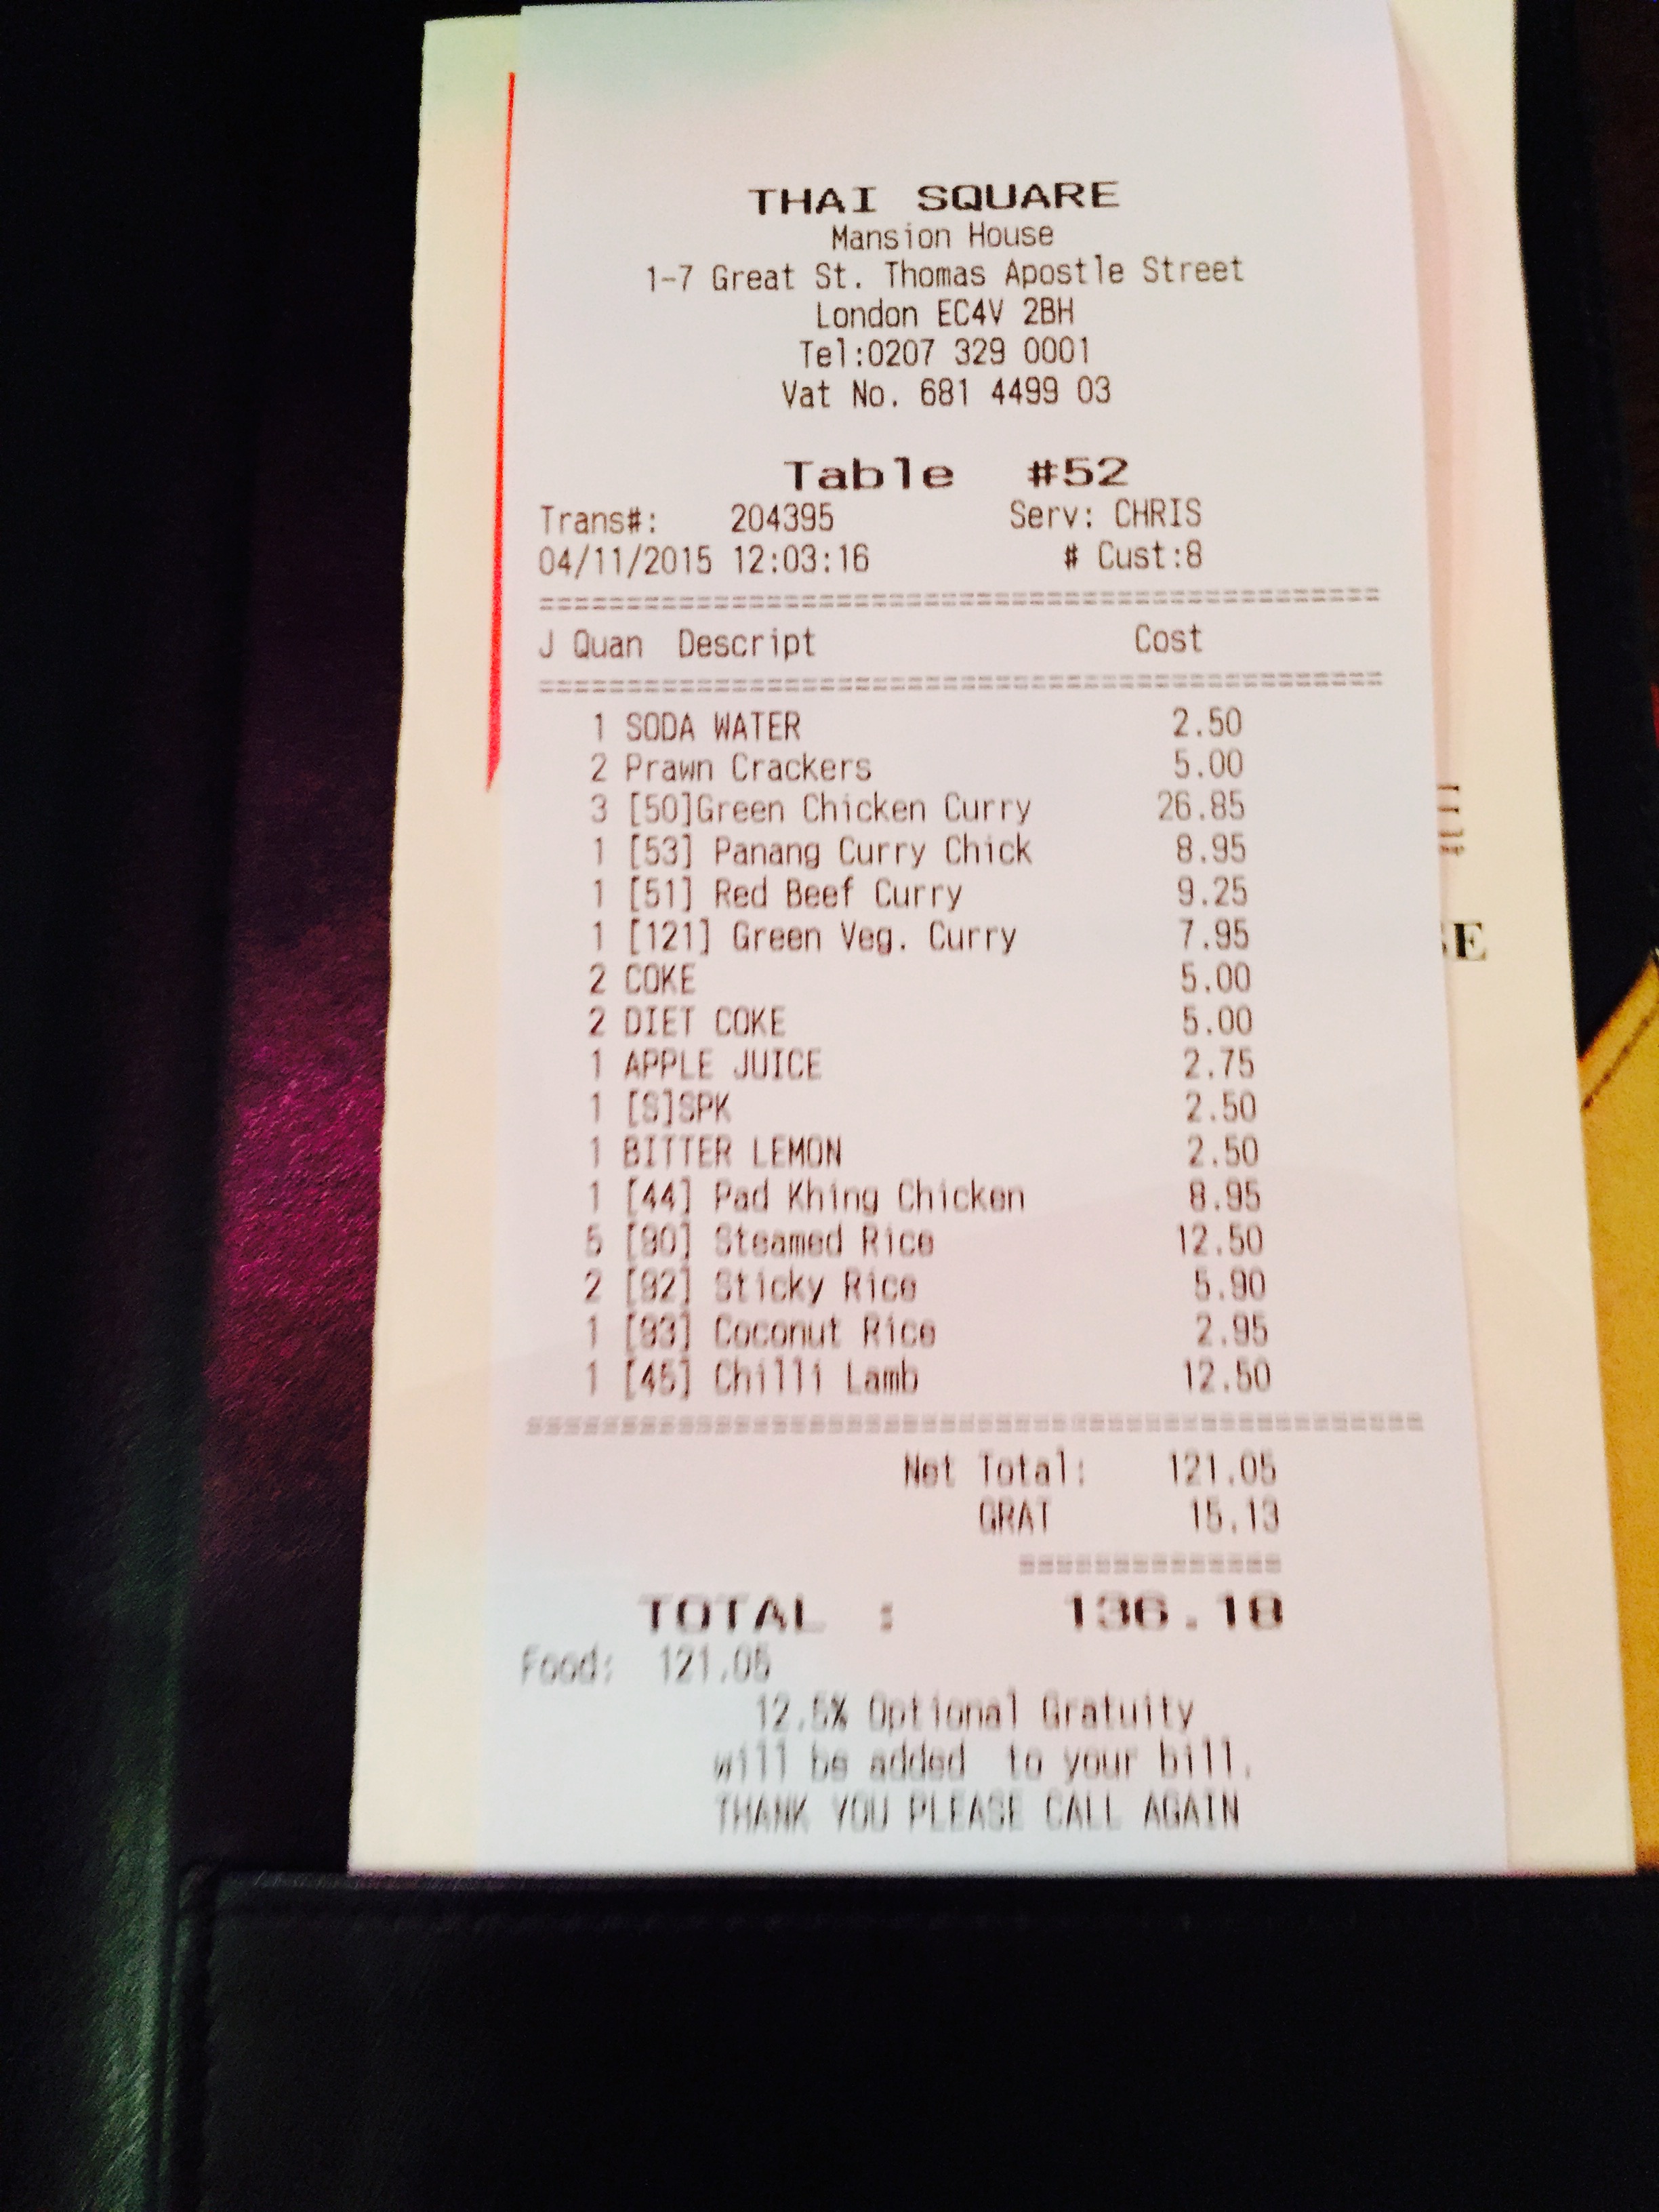 THAI SQUARE
Mansion House
1-7 Great St. Thomas Apostle Street
London EC4V 2BH
Tel:0207 329 0001
Vat No. 681 4499 03
Table #52
Trans#: 204395 Serv: CHRIS
04/11/2015 12:03:16 # Cust:8
==============================================
J Quan Descript Cost
==============================================
1 SODA WATER 2.50
2 Prawn Crackers 5.00
3 [50]Green Chicken Curry 26.85
1 [53] Panang Curry Chick 8.95
1 [51] Red Beef Curry 9.25
1 [121] Green Veg. Curry 7.95
2 COKE 5.00
2 DIET COKE 5.00
1 APPLE JUICE 2.75
1 [S]SPK 2.50
1 BITTER LEMON 2.50
1 [44] Pad Khing Chicken 8.95
5 [90] Steamed Rice 12.50
2 [92] Sticky Rice 5.90
1 [93] Coconut Rice 2.95
1 [45] Chilli Lamb 12.50
==============================================
Net Total: 121.05
GRAT 15.13
==============
TOTAL : 136.18
Food: 121.05
12.5% Optional Gratuity
will be added to your bill.
THANK YOU PLEASE CALL AGAIN